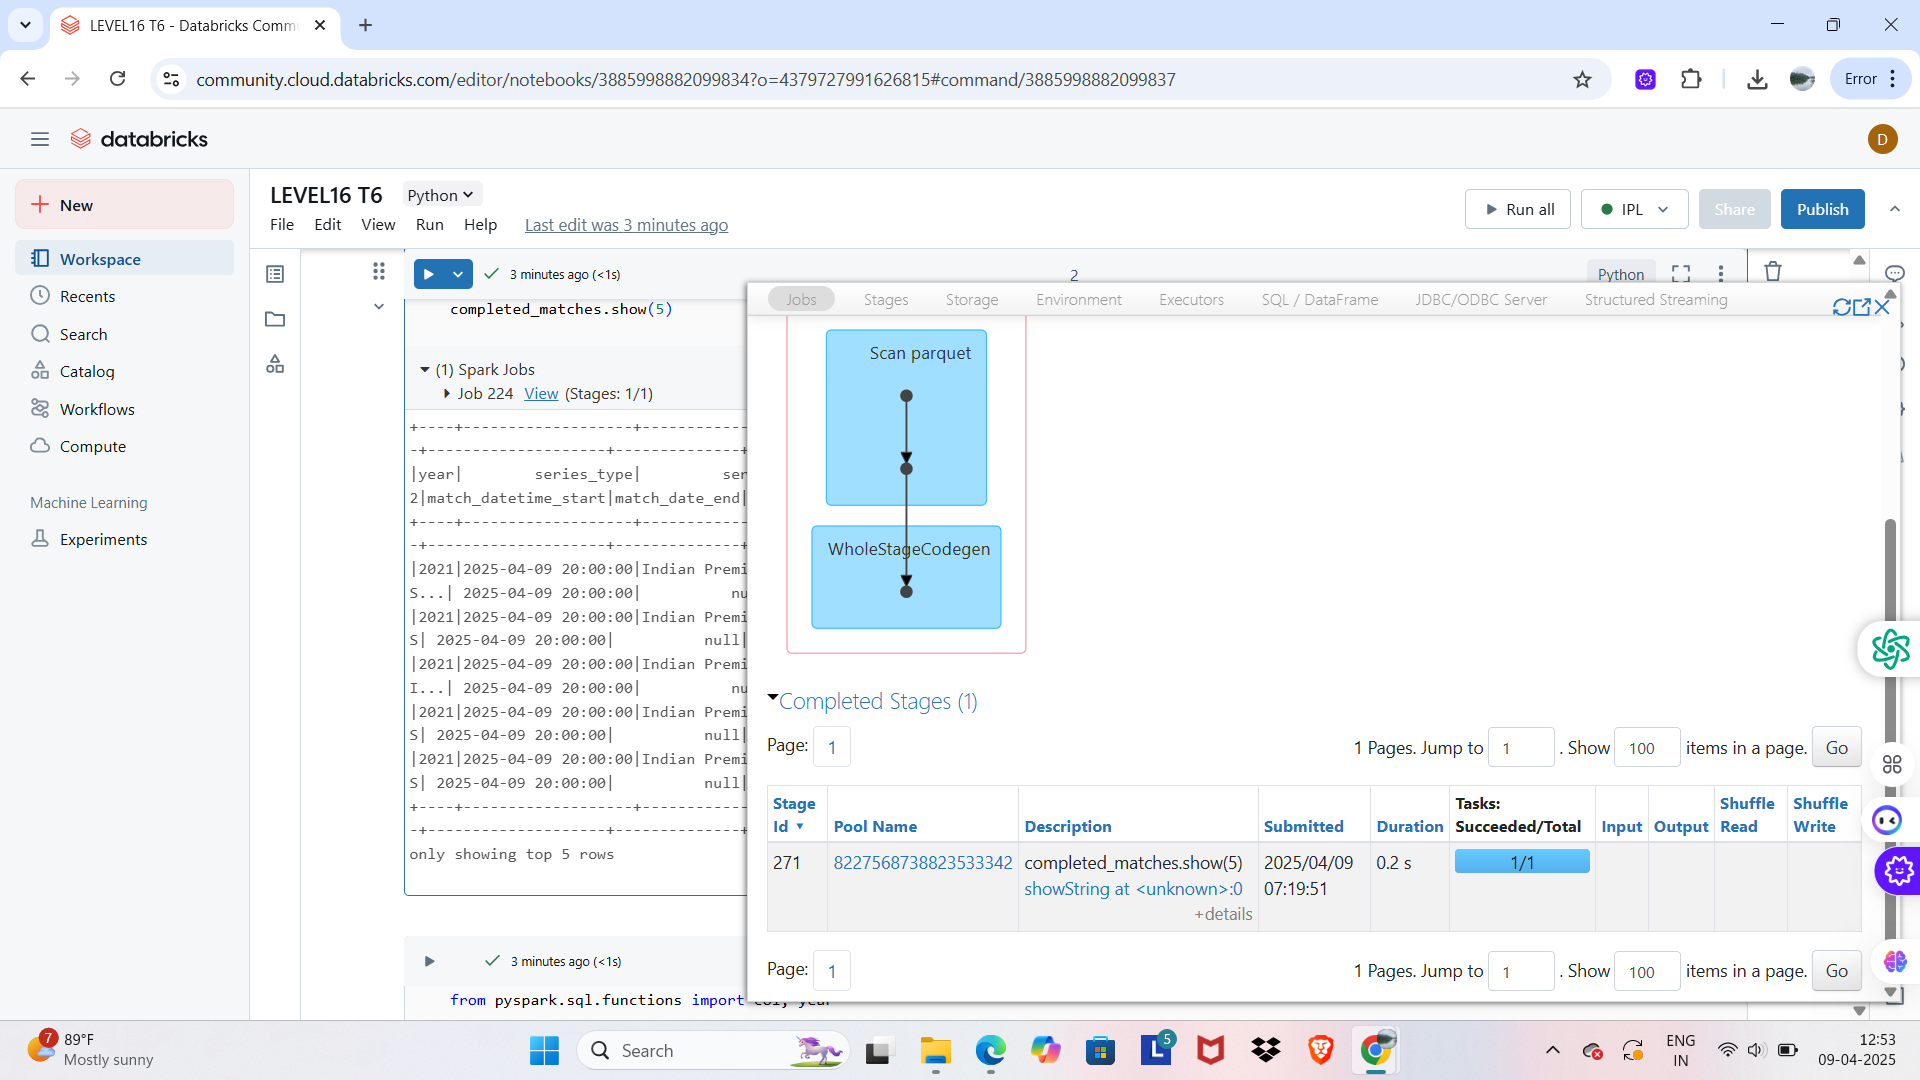 LEVEL16 T6 - Databricks Comm
community.cloud.databricks.com/editor/notebooks/3885998882099834?o=4379727991626815#command/3885998882099837
Error
databricks
D
New
Workspace
Recents
Search
Catalog
Workflows
Compute
Machine Learning
Experiments
LEVEL16 T6 Python
File Edit View Run Help Last edit was 3 minutes ago
Run all IPL Share Publish
3 minutes ago (<1s) 2 Python
completed_matches.show(5)
(1) Spark Jobs
Job 224 View (Stages: 1/1)
+----+------------------+-----------
-+-------------------+--------------+
|year| series_type| ser
2|match_datetime_start|match_date_end|
+----+------------------+-----------
-+-------------------+--------------+
|2021|2025-04-09 20:00:00|Indian Premi
S...| 2025-04-09 20:00:00| nu
|2021|2025-04-09 20:00:00|Indian Premi
S| 2025-04-09 20:00:00| null|
|2021|2025-04-09 20:00:00|Indian Premi
I...| 2025-04-09 20:00:00| nu
|2021|2025-04-09 20:00:00|Indian Premi
S| 2025-04-09 20:00:00| null|
|2021|2025-04-09 20:00:00|Indian Premi
S| 2025-04-09 20:00:00| null|
+----+------------------+-----------
-+-------------------+--------------+
only showing top 5 rows
3 minutes ago (<1s)
from pyspark.sql.functions import col, year
Jobs Stages Storage Environment Executors SQL / DataFrame JDBC/ODBC Server Structured Streaming
Scan parquet
WholeStageCodegen
Completed Stages (1)
Page: 1 1 Pages. Jump to 1 . Show 100 items in a page. Go
Stage Id ▾ Pool Name Description Submitted Duration Tasks: Succeeded/Total Input Output Shuffle Read Shuffle Write
271 8227568738823533342 completed_matches.show(5) 2025/04/09 0.2 s 1/1
showString at <unknown>:0 07:19:51
+details
Page: 1 1 Pages. Jump to 1 . Show 100 items in a page. Go
7 89°F
Mostly sunny
Search
L 5
ENG
IN
12:53
09-04-2025